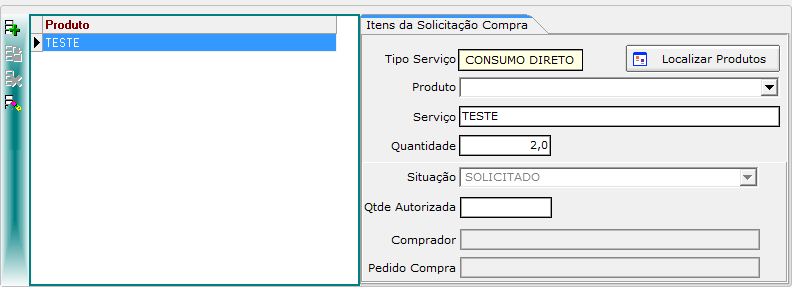 Produto
TESTE
Itens da Solicitação Compra
Tipo Serviço CONSUMO DIRETO Localizar Produtos
Produto
Serviço TESTE
Quantidade 2,0
Situação SOLICITADO
Qtde Autorizada
Comprador
Pedido Compra